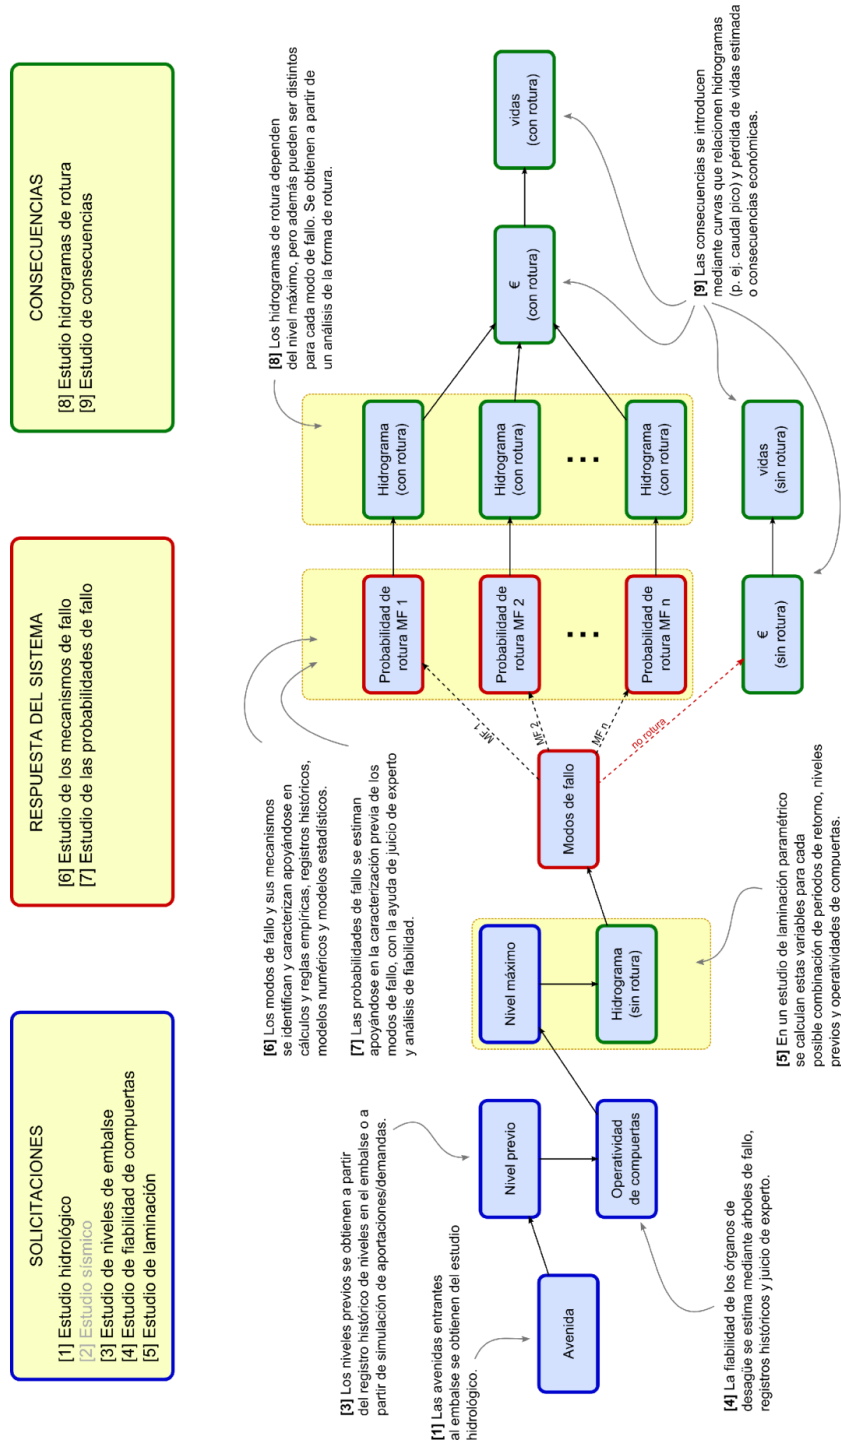 SOLICITACIONES
[1] Estudio hidrológico
[2] Estudio sísmico
[3] Estudio de niveles de embalse
[4] Estudio de fiabilidad de compuertas
[5] Estudio de laminación
RESPUESTA DEL SISTEMA
[6] Estudio de los mecanismos de fallo
[7] Estudio de las probabilidades de fallo
CONSECUENCIAS
[8] Estudio hidrogramas de rotura
[9] Estudio de consecuencias
[3] Los niveles previos se obtienen a partir
del registro histórico de niveles en el embalse o a
partir de simulación de aportaciones/demandas.
[1] Las avenidas entrantes
al embalse se obtienen del estudio
hidrológico.
[6] Los modos de fallo y sus mecanismos
se identifican y caracterizan apoyándose en
cálculos y reglas empíricas, registros históricos,
modelos numéricos y modelos estadísticos.
[7] Las probabilidades de fallo se estiman
apoyándose en la caracterización previa de los
modos de fallo, con la ayuda de juicio de experto
y análisis de fiabilidad.
[8] Los hidrogramas de rotura dependen
del nivel máximo, pero además pueden ser distintos
para cada modo de fallo. Se obtienen a partir de
un análisis de la forma de rotura.
Avenida
Nivel previo
Operatividad
de compuertas
Nivel máximo
Hidrograma
(sin rotura)
Modos de fallo
MF 1
MF 2
MF n
no rotura
Probabilidad de
rotura MF 1
Probabilidad de
rotura MF 2
...
Probabilidad de
rotura MF n
Hidrograma
(con rotura)
Hidrograma
(con rotura)
...
Hidrograma
(con rotura)
€
(con rotura)
vidas
(con rotura)
€
(sin rotura)
vidas
(sin rotura)
[4] La fiabilidad de los órganos de
desagüe se estima mediante árboles de fallo,
registros históricos y juicio de experto.
[5] En un estudio de laminación paramétrico
se calculan estas variables para cada
posible combinación de periodos de retorno, niveles
previos y operatividades de compuertas.
[9] Las consecuencias se introducen
mediante curvas que relacionen hidrogramas
(p. ej. caudal pico) y pérdida de vidas estimada
o consecuencias económicas.